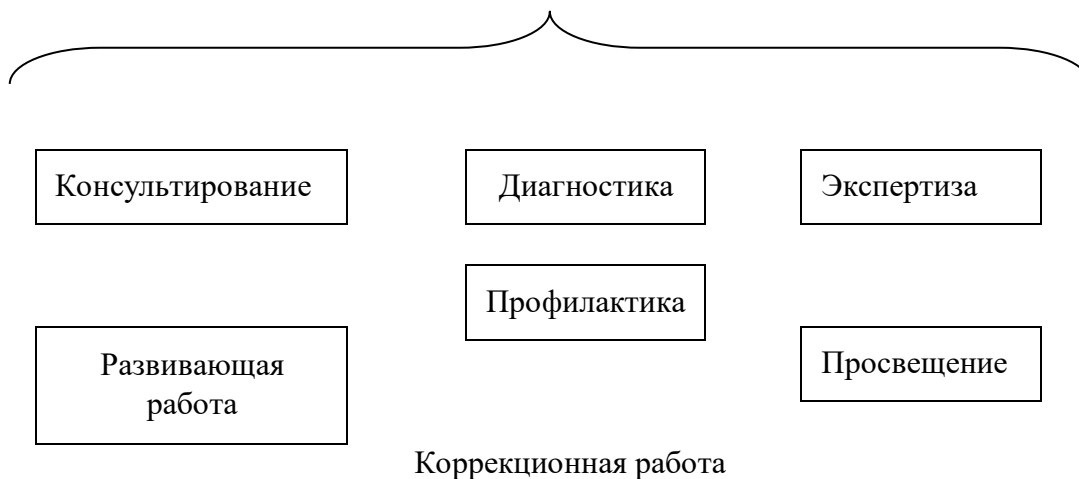 Консультирование
Диагностика
Экспертиза
Профилактика
Развивающая
работа
Просвещение
Коррекционная работа